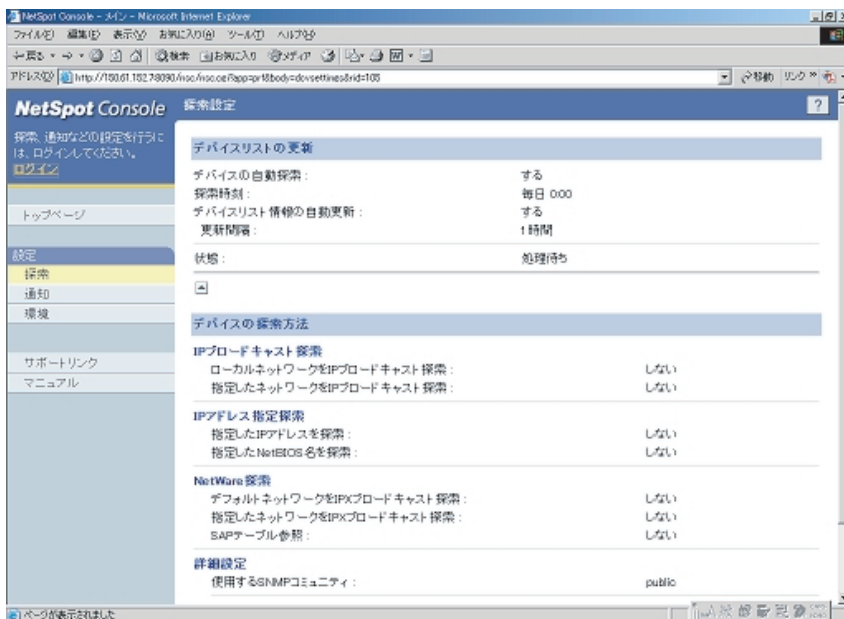 NetSpot Console - メイン - Microsoft Internet Explorer
ファイル(F) 編集(E) 表示(V) お気に入り(A) ツール(T) ヘルプ(H)
戻る 検索 お気に入り メディア
アドレス(D) 移動 リンク
NetSpot Console
探索設定
?
探索、通知などの設定を行うに
は、ログインしてください。
ログイン
トップページ
設定
探索
通知
環境
サポートリンク
マニュアル
デバイスリストの更新
デバイスの自動探索 : する
探索時刻 : 毎日 0:00
デバイスリスト情報の自動更新 : する
更新間隔 : 1 時間
状態 : 処理待ち
デバイスの探索方法
IPブロードキャスト探索
ローカルネットワークをIPブロードキャスト探索 : しない
指定したネットワークをIPブロードキャスト探索 : しない
IPアドレス指定探索
指定したIPアドレスを探索 : しない
指定したNetBIOS名を探索 : しない
NetWare探索
デフォルトネットワークをIPXブロードキャスト探索 : しない
指定したネットワークをIPXブロードキャスト探索 : しない
SAPテーブル参照 : しない
詳細設定
使用するSNMPコミュニティ : public
ページが表示されました